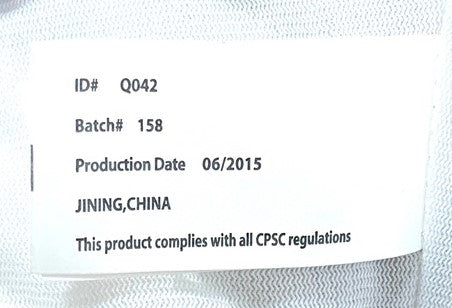 ID# Q042
Batch# 158
Production Date 06/2015
JINING,CHINA
This product complies with all CPSC regulations